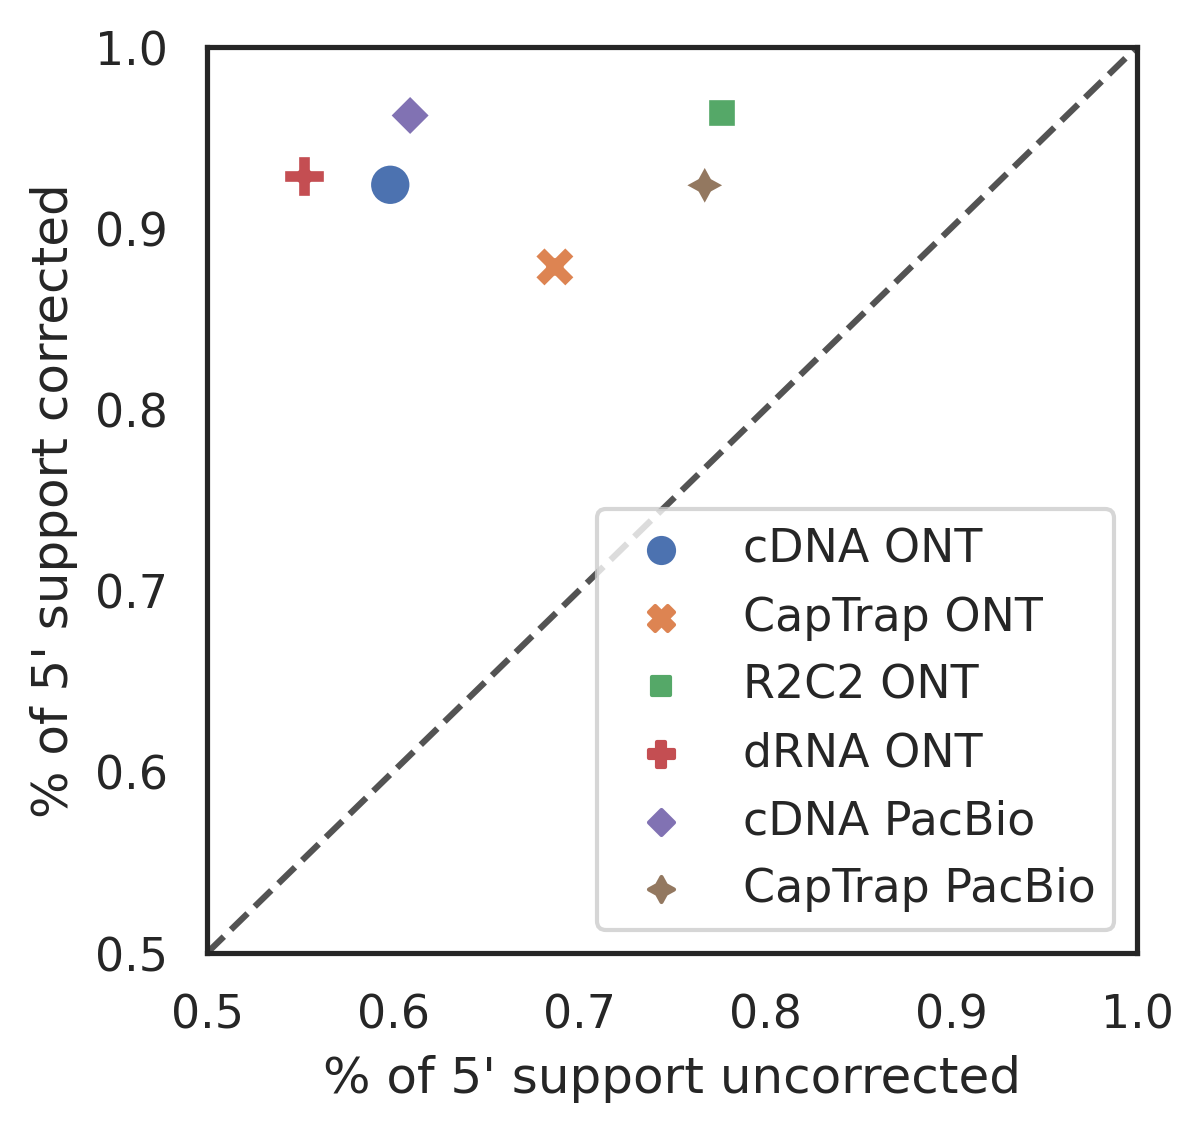 1.0
0.9
0.8
0.7
0.6
0.5
% of 5' support corrected
cDNA ONT
CapTrap ONT
R2C2 ONT
dRNA ONT
cDNA PacBio
CapTrap PacBio
0.5 0.6 0.7 0.8 0.9 1.0
% of 5' support uncorrected